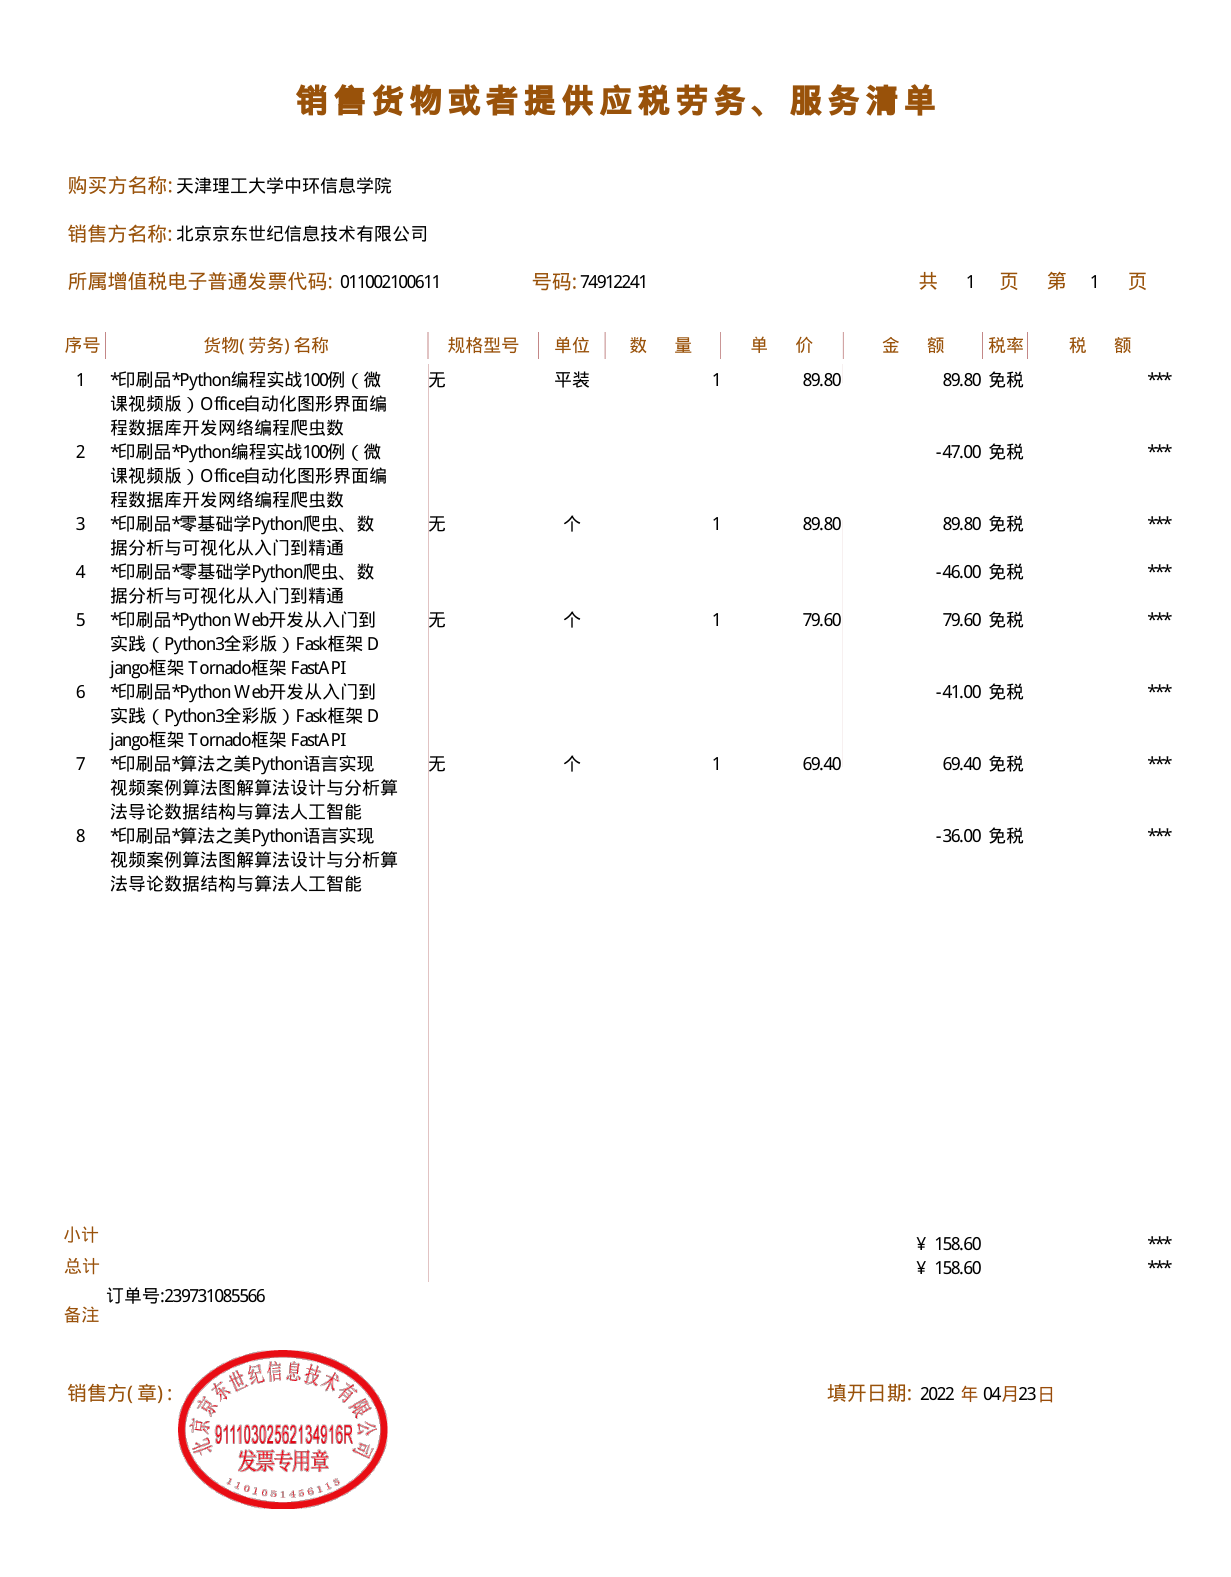 销售货物或者提供应税劳务、服务清单
购买方名称: 天津理工大学中环信息学院
销售方名称: 北京京东世纪信息技术有限公司
所属增值税电子普通发票代码: 011002100611 号码: 74912241 共 1 页 第 1 页
序号 货物(劳务)名称 规格型号 单位 数 量 单 价 金 额 税率 税 额
1 *印刷品*Python编程实战100例（微 无 平装 1 89.80 89.80 免税 ***
课视频版）Office自动化图形界面编
程数据库开发网络编程爬虫数
2 *印刷品*Python编程实战100例（微 -47.00 免税 ***
课视频版）Office自动化图形界面编
程数据库开发网络编程爬虫数
3 *印刷品*零基础学Python爬虫、数 无 个 1 89.80 89.80 免税 ***
据分析与可视化从入门到精通
4 *印刷品*零基础学Python爬虫、数 -46.00 免税 ***
据分析与可视化从入门到精通
5 *印刷品*Python Web开发从入门到 无 个 1 79.60 79.60 免税 ***
实践（Python3全彩版）Fask框架 D
jango框架 Tornado框架 FastAPI
6 *印刷品*Python Web开发从入门到 -41.00 免税 ***
实践（Python3全彩版）Fask框架 D
jango框架 Tornado框架 FastAPI
7 *印刷品*算法之美Python语言实现 无 个 1 69.40 69.40 免税 ***
视频案例算法图解算法设计与分析算
法导论数据结构与算法人工智能
8 *印刷品*算法之美Python语言实现 -36.00 免税 ***
视频案例算法图解算法设计与分析算
法导论数据结构与算法人工智能
小计 ¥ 158.60 ***
总计 ¥ 158.60 ***
订单号:239731085566
备注
销售方(章): 填开日期: 2022 年 04月23日
北京京东世纪信息技术有限公司
91110302562134916R
发票专用章